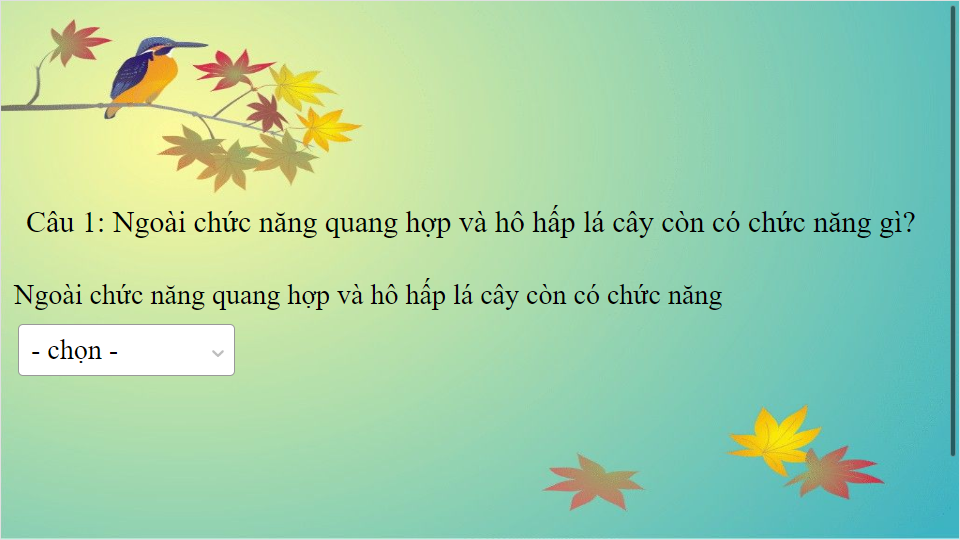 Câu 1: Ngoài chức năng quang hợp và hô hấp lá cây còn có chức năng gì?
Ngoài chức năng quang hợp và hô hấp lá cây còn có chức năng
- chọn -